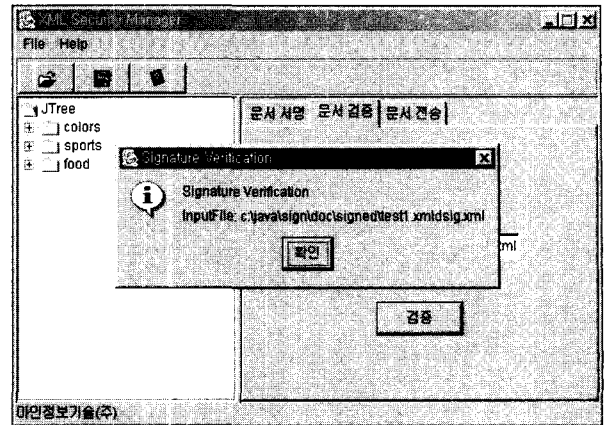 XML Security Manager
File Help
JTree
colors
sports
food
문서 서명 문서 검증 문서 전송
Signature Verification
Signature Verification
InputFile: c:\java\sign\doc\signed\test1.xmldsig.xml
확인
xml
검증
마인정보기술(주)